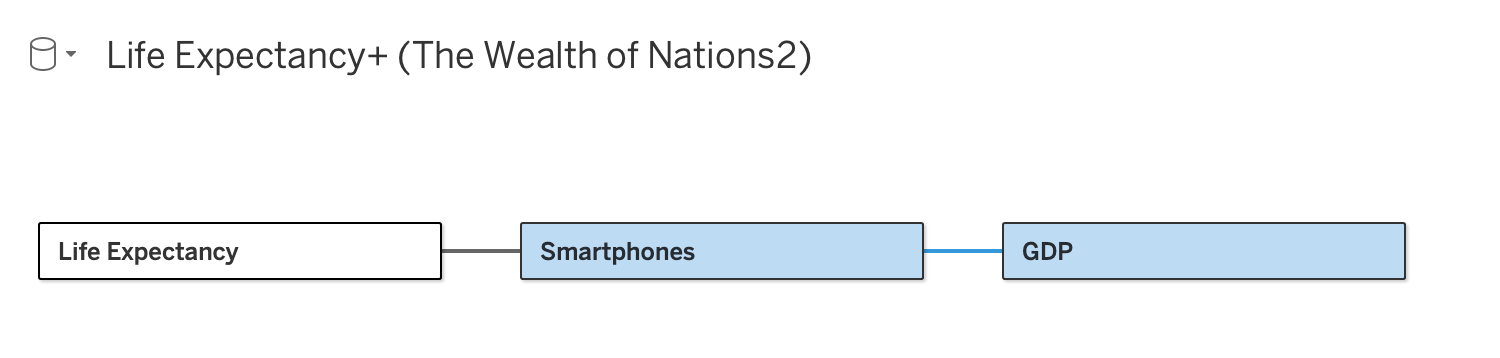 Life Expectancy+ (The Wealth of Nations2)
Life Expectancy
Smartphones
GDP